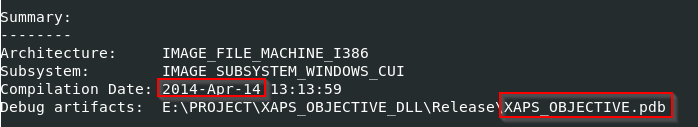 Summary:
--------
Architecture: IMAGE_FILE_MACHINE_I386
Subsystem: IMAGE_SUBSYSTEM_WINDOWS_CUI
Compilation Date: 2014-Apr-14 13:13:59
Debug artifacts: E:\PROJECT\XAPS_OBJECTIVE_DLL\Release\XAPS_OBJECTIVE.pdb